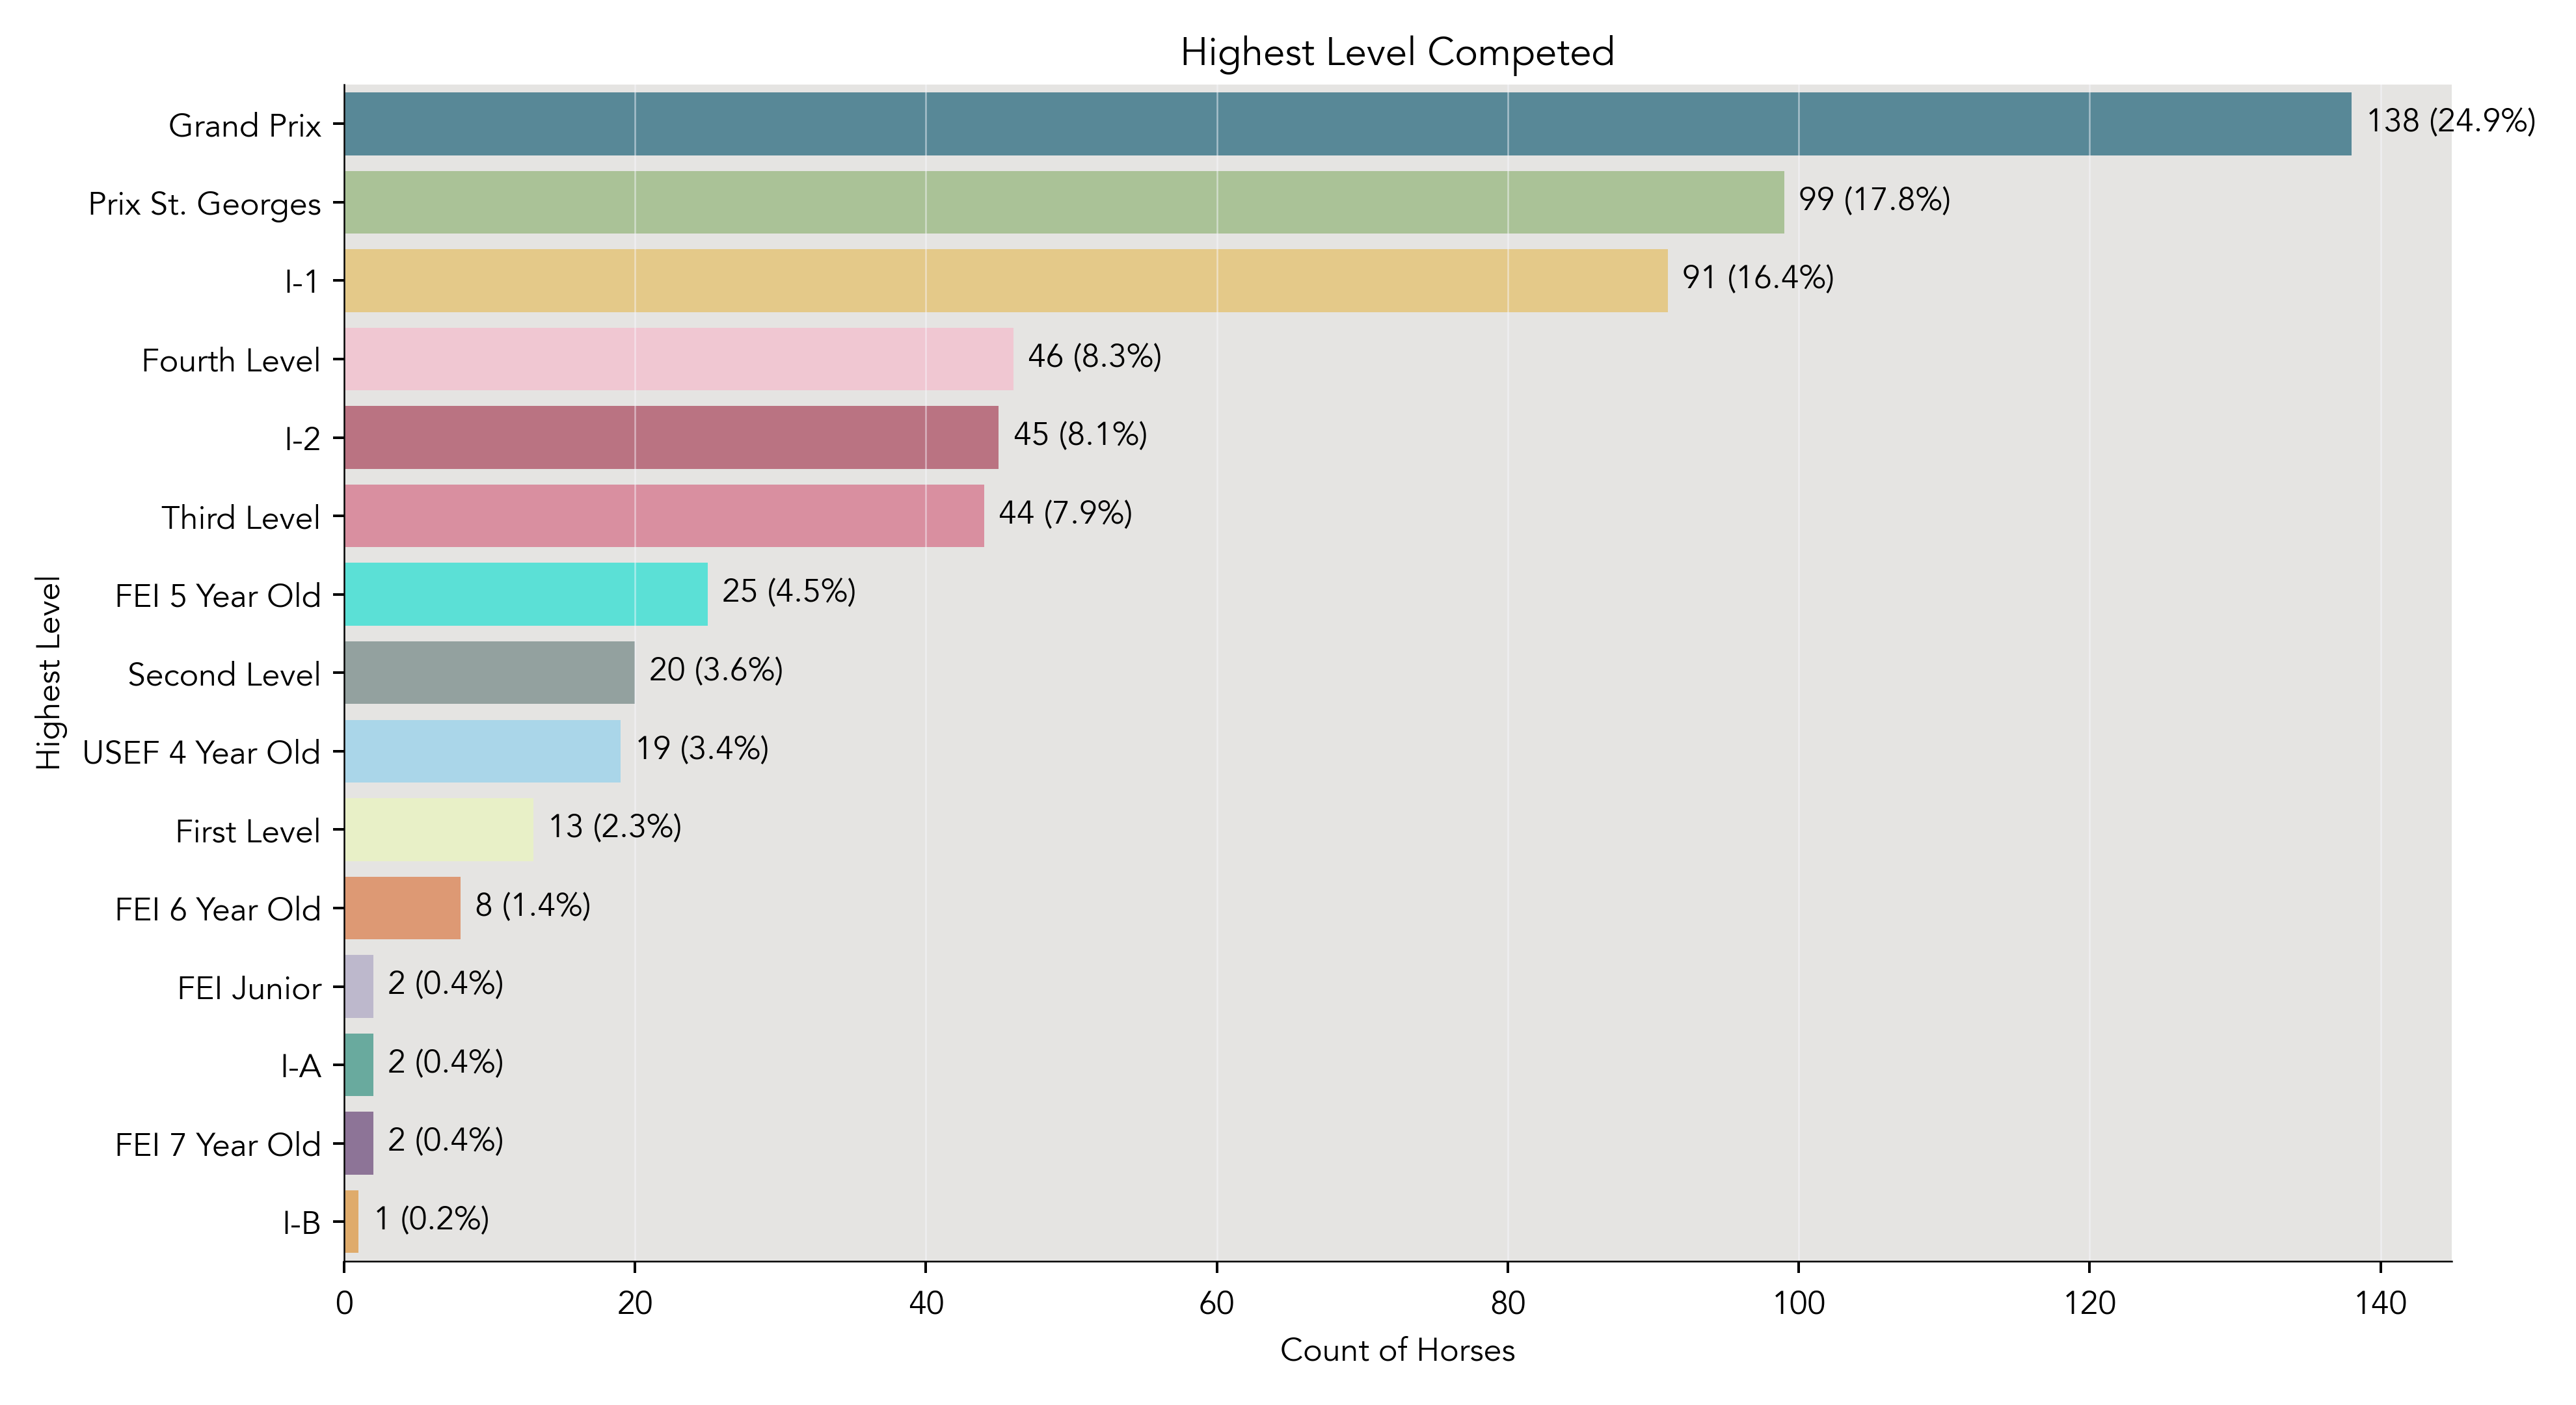 Highest Level Competed
Grand Prix 138 (24.9%)
Prix St. Georges 99 (17.8%)
I-1 91 (16.4%)
Fourth Level 46 (8.3%)
I-2 45 (8.1%)
Third Level 44 (7.9%)
FEI 5 Year Old 25 (4.5%)
Second Level 20 (3.6%)
USEF 4 Year Old 19 (3.4%)
First Level 13 (2.3%)
FEI 6 Year Old 8 (1.4%)
FEI Junior 2 (0.4%)
I-A 2 (0.4%)
FEI 7 Year Old 2 (0.4%)
I-B 1 (0.2%)
Highest Level
0 20 40 60 80 100 120 140
Count of Horses